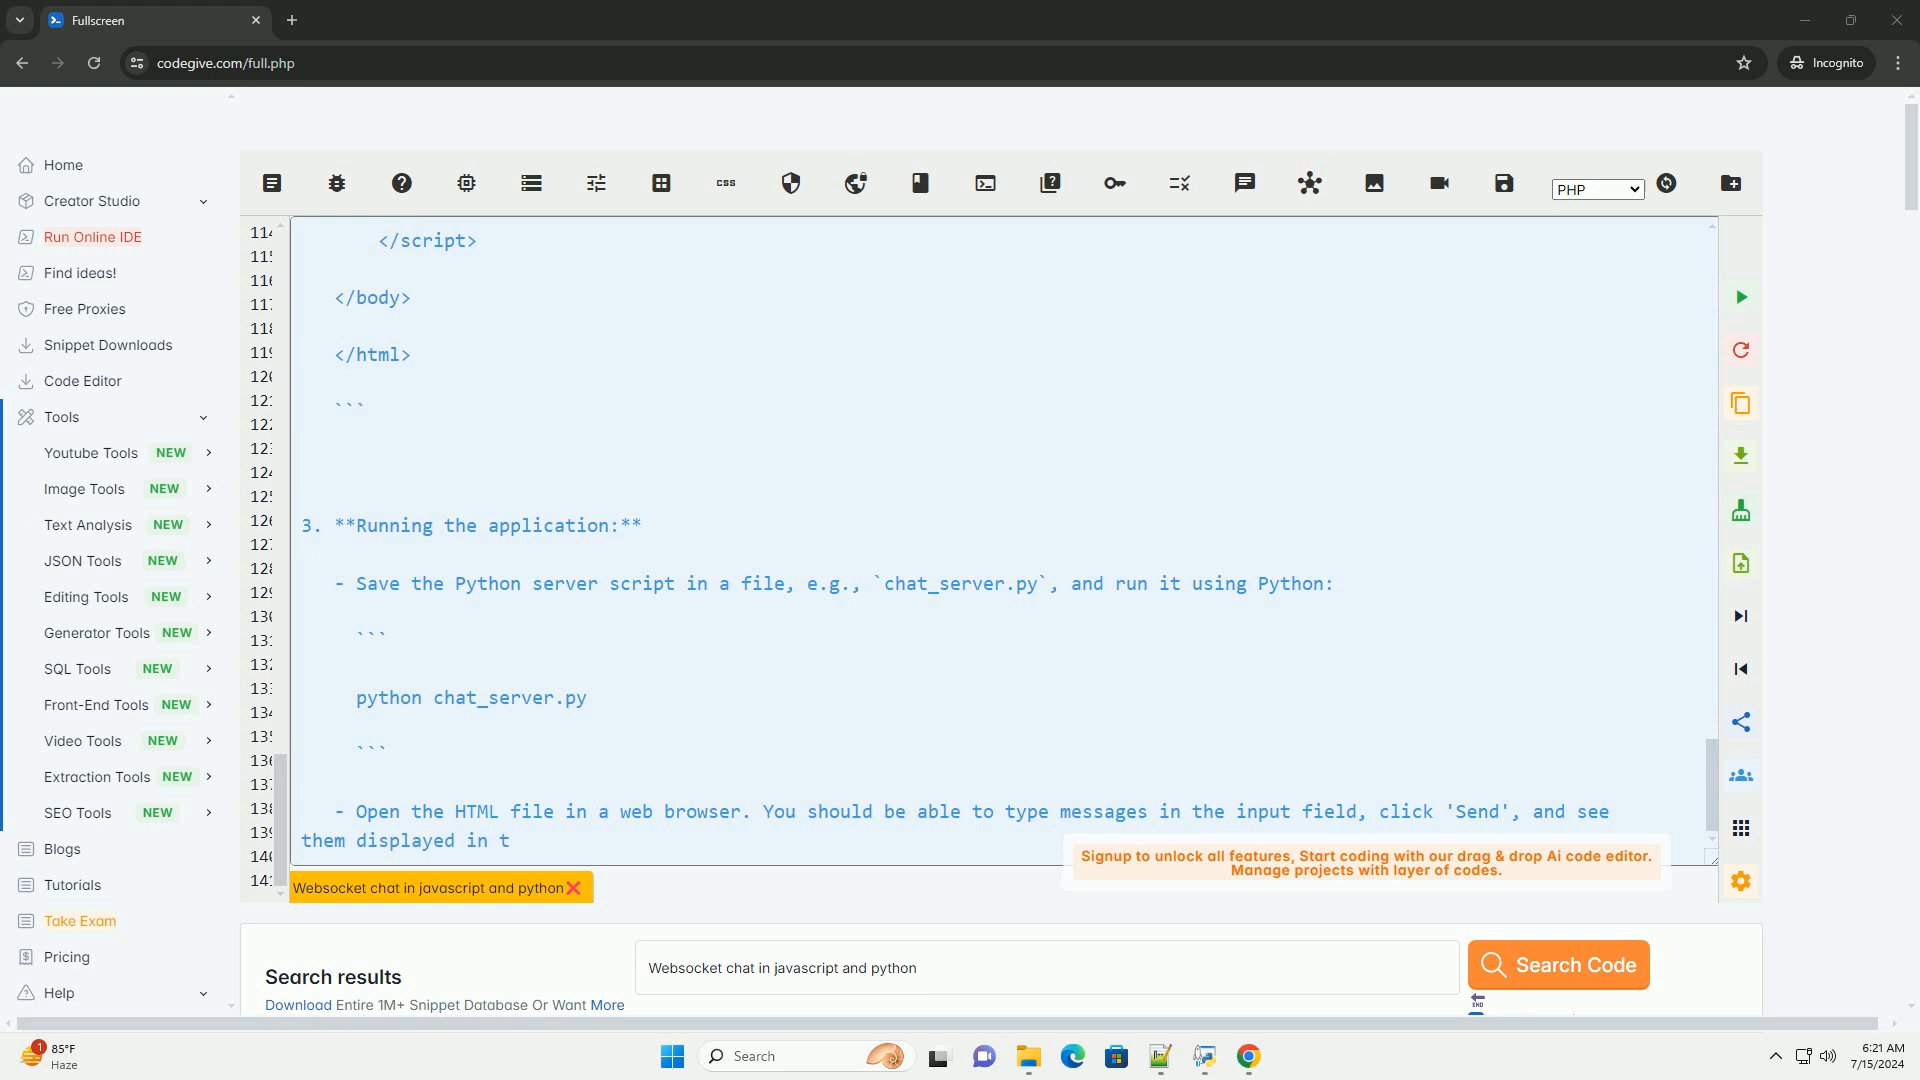 Fullscreen
codegive.com/full.php
Incognito
Home
Creator Studio
Run Online IDE
Find ideas!
Free Proxies
Snippet Downloads
Code Editor
Tools
Youtube Tools NEW
Image Tools NEW
Text Analysis NEW
JSON Tools NEW
Editing Tools NEW
Generator Tools NEW
SQL Tools NEW
Front-End Tools NEW
Video Tools NEW
Extraction Tools NEW
SEO Tools NEW
Blogs
Tutorials
Take Exam
Pricing
Help
css
PHP
</script>
</body>
</html>
```
3. **Running the application:**
- Save the Python server script in a file, e.g., `chat_server.py`, and run it using Python:
```
python chat_server.py
```
- Open the HTML file in a web browser. You should be able to type messages in the input field, click 'Send', and see
them displayed in t
Signup to unlock all features, Start coding with our drag & drop Ai code editor.
Manage projects with layer of codes.
Websocket chat in javascript and python
Search results
Websocket chat in javascript and python
Search Code
Download Entire 1M+ Snippet Database Or Want More
END
1
85°F
Haze
Search
6:21 AM
7/15/2024